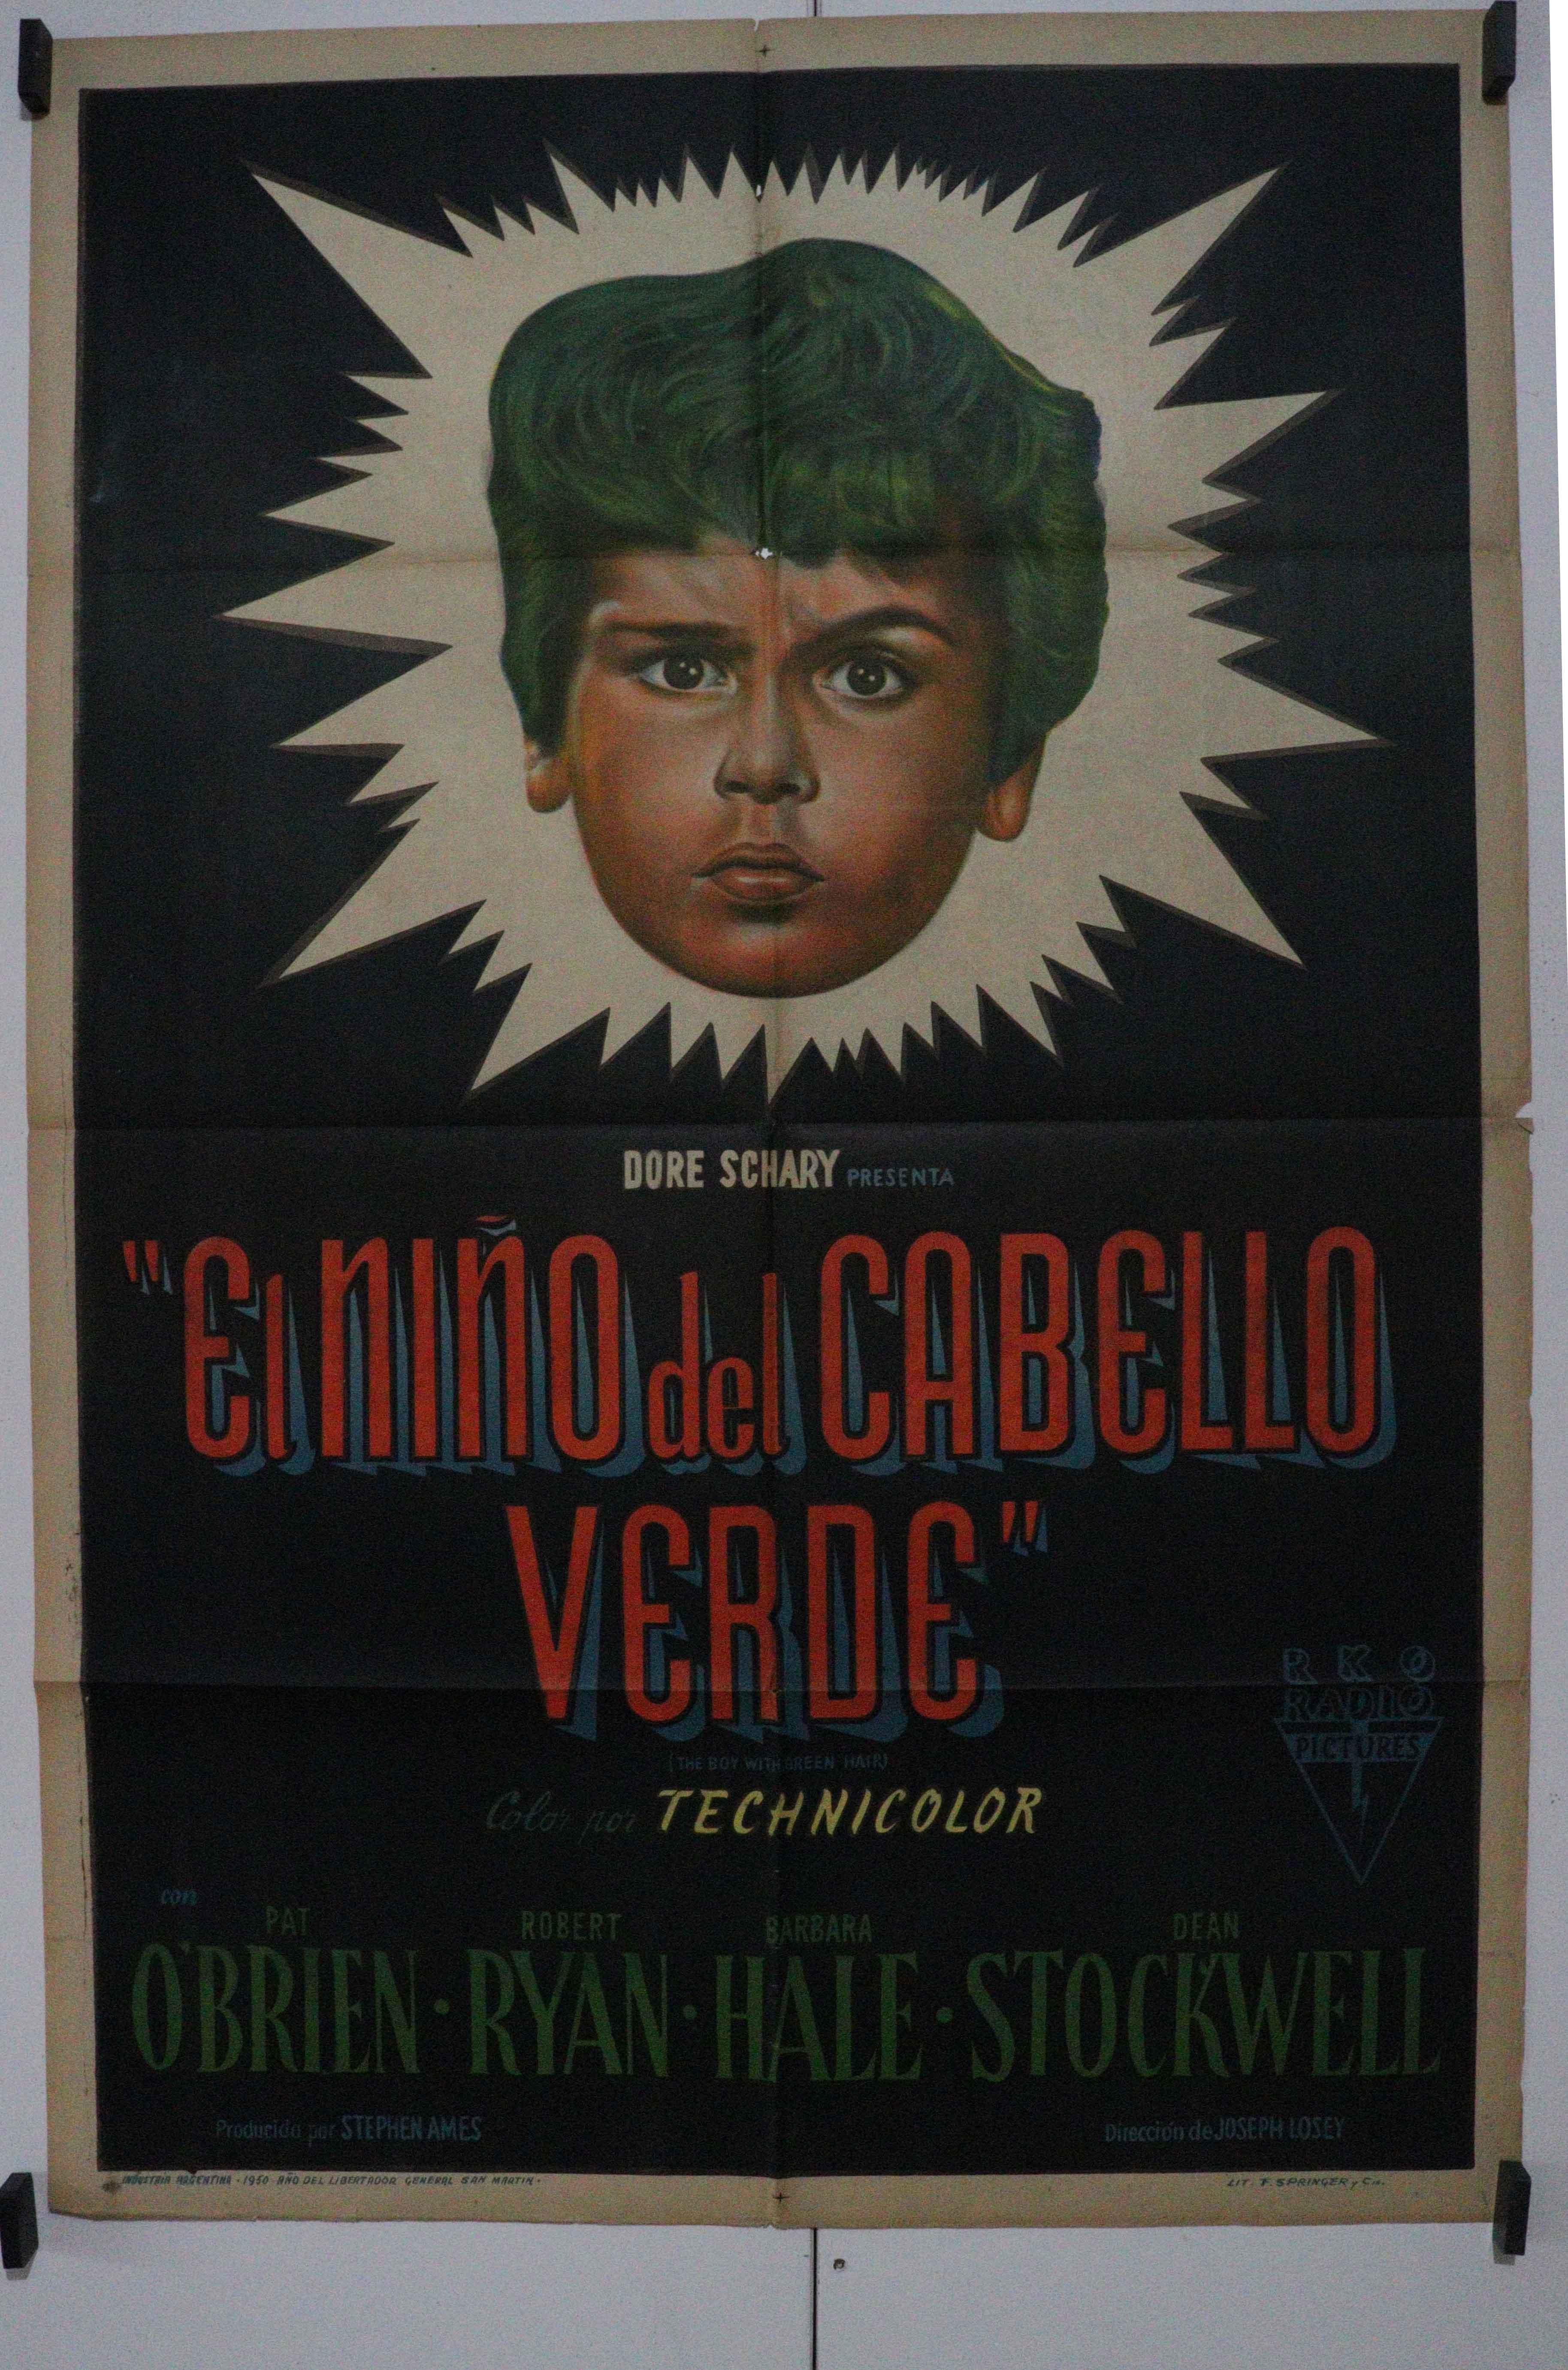 DORE SCHARY PRESENTA
"El NIÑO del CABELLO
VERDE"
(THE BOY WITH GREEN HAIR)
Color por TECHNICOLOR
RKO
RADIO
PICTURES
con
PAT ROBERT BARBARA DEAN
O'BRIEN · RYAN · HALE · STOCKWELL
Producida por STEPHEN AMES Dirección de JOSEPH LOSEY
INDUSTRIA ARGENTINA · 1950 AÑO DEL LIBERTADOR GENERAL SAN MARTIN · LIT. F. SPRINGER y Cia.